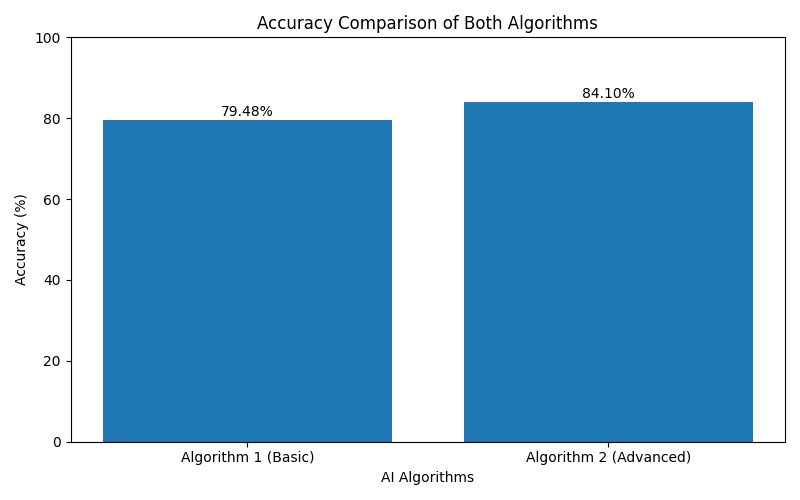 Accuracy Comparison of Both Algorithms
100
80
60
40
20
0
Accuracy (%)
79.48%
84.10%
Algorithm 1 (Basic)
Algorithm 2 (Advanced)
AI Algorithms